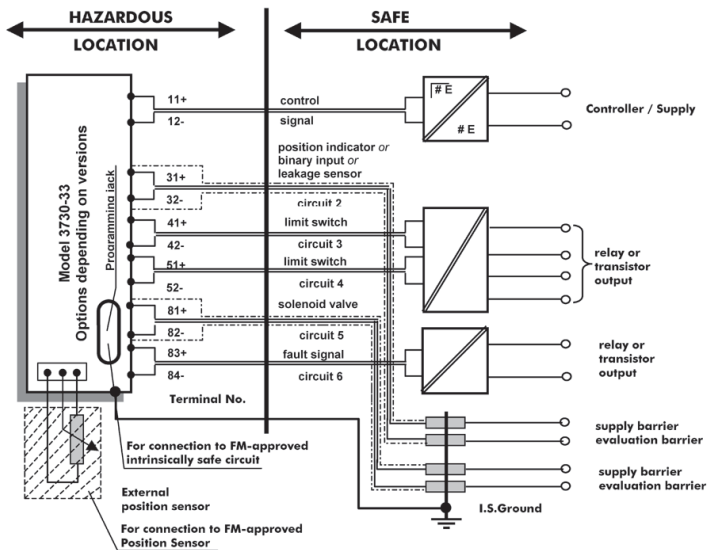 HAZARDOUS
LOCATION
SAFE
LOCATION
Model 3730-33
Options depending on versions
Programming jack
11+
12-
control
signal
# E
# E
Controller / Supply
position indicator or
binary input or
leakage sensor
31+
32-
circuit 2
41+
limit switch
42-
circuit 3
51+
limit switch
52-
circuit 4
relay or
transistor
output
81+
solenoid valve
82-
circuit 5
83+
fault signal
84-
circuit 6
relay or
transistor
output
Terminal No.
For connection to FM-approved
intrinsically safe circuit
supply barrier
evaluation barrier
supply barrier
evaluation barrier
External
position sensor
I.S.Ground
For connection to FM-approved
Position Sensor